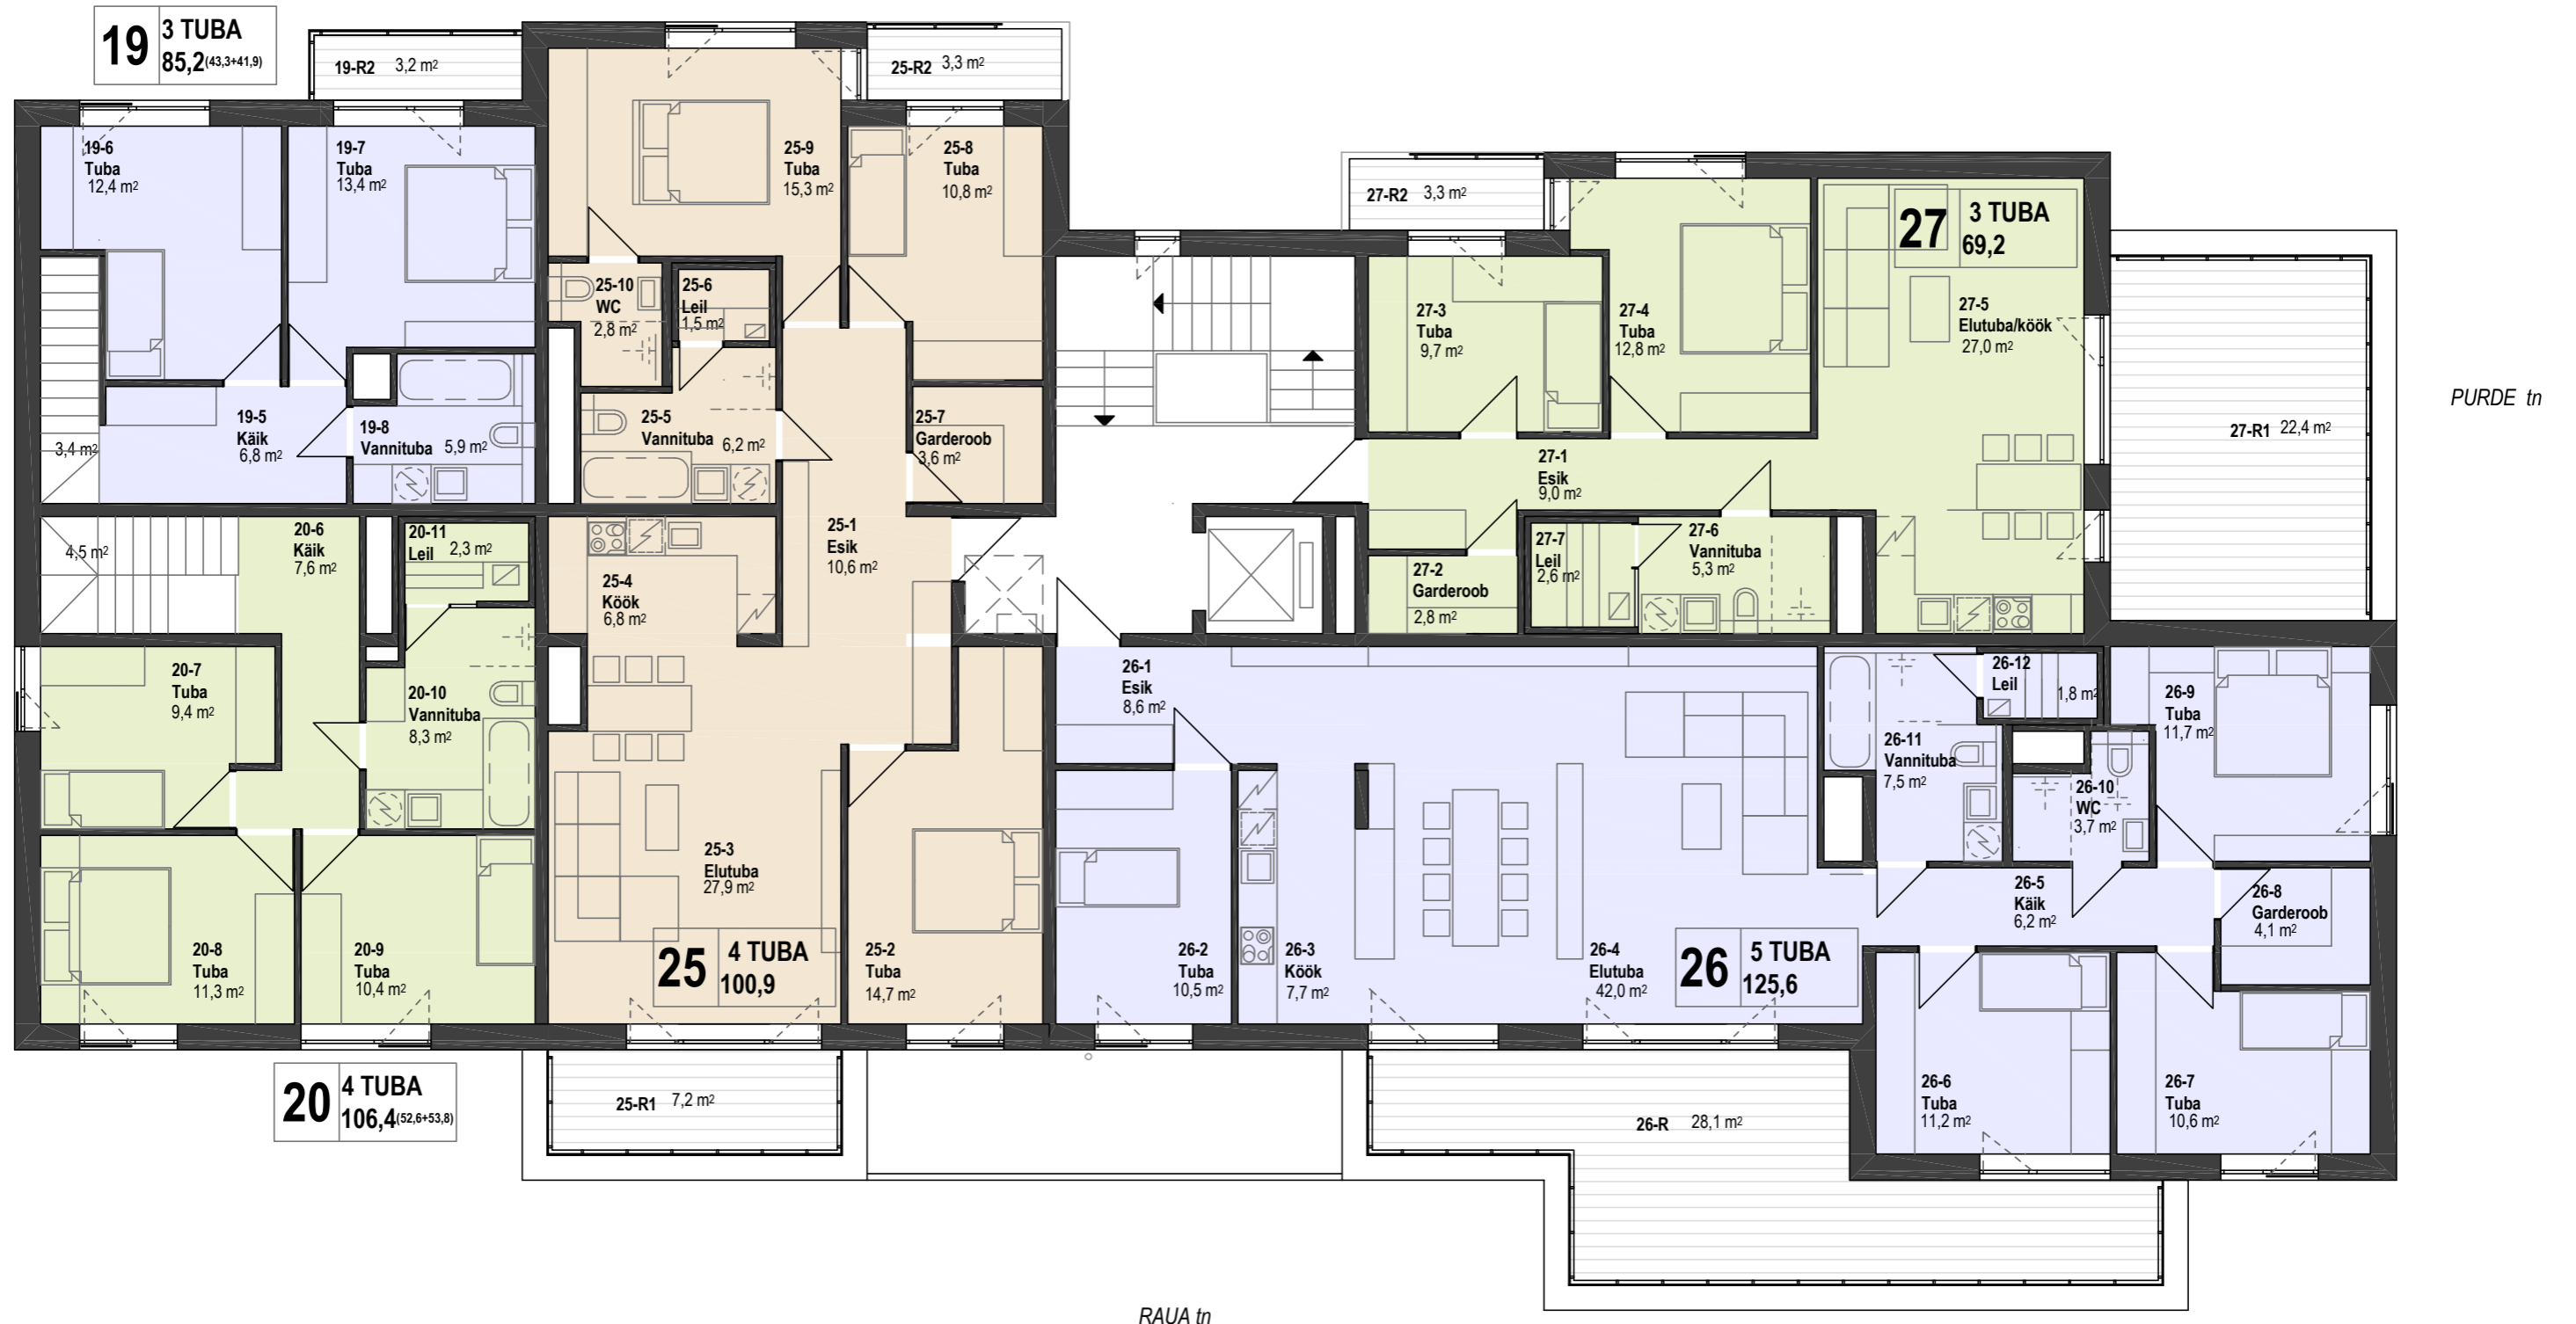 19
3 TUBA
85,2(43,3+41,9)
19-R2 3,2 m²
25-R2 3,3 m²
19-6
Tuba
12,4 m²
19-7
Tuba
13,4 m²
25-9
Tuba
15,3 m²
25-8
Tuba
10,8 m²
27-R2 3,3 m²
27
3 TUBA
69,2
25-10
WC
2,8 m²
25-6
Leil
1,5 m²
27-3
Tuba
9,7 m²
27-4
Tuba
12,8 m²
27-5
Elutuba/köök
27,0 m²
PURDE tn
19-5
Käik
6,8 m²
3,4 m²
19-8
Vannituba 5,9 m²
25-5
Vannituba 6,2 m²
25-7
Garderoob
3,6 m²
27-R1 22,4 m²
27-1
Esik
9,0 m²
20-6
Käik
7,6 m²
4,5 m²
20-11
Leil 2,3 m²
25-1
Esik
10,6 m²
25-4
Köök
6,8 m²
27-2
Garderoob
2,8 m²
27-7
Leil
2,6 m²
27-6
Vannituba
5,3 m²
20-7
Tuba
9,4 m²
20-10
Vannituba
8,3 m²
26-1
Esik
8,6 m²
26-12
Leil
1,8 m²
26-9
Tuba
11,7 m²
26-11
Vannituba
7,5 m²
26-10
WC
3,7 m²
25-3
Elutuba
27,9 m²
26-5
Käik
6,2 m²
26-8
Garderoob
4,1 m²
20-8
Tuba
11,3 m²
20-9
Tuba
10,4 m²
25
4 TUBA
100,9
25-2
Tuba
14,7 m²
26-2
Tuba
10,5 m²
26-3
Köök
7,7 m²
26-4
Elutuba
42,0 m²
26
5 TUBA
125,6
20
4 TUBA
106,4(52,6+53,8)
25-R1 7,2 m²
26-R 28,1 m²
26-6
Tuba
11,2 m²
26-7
Tuba
10,6 m²
RAUA tn